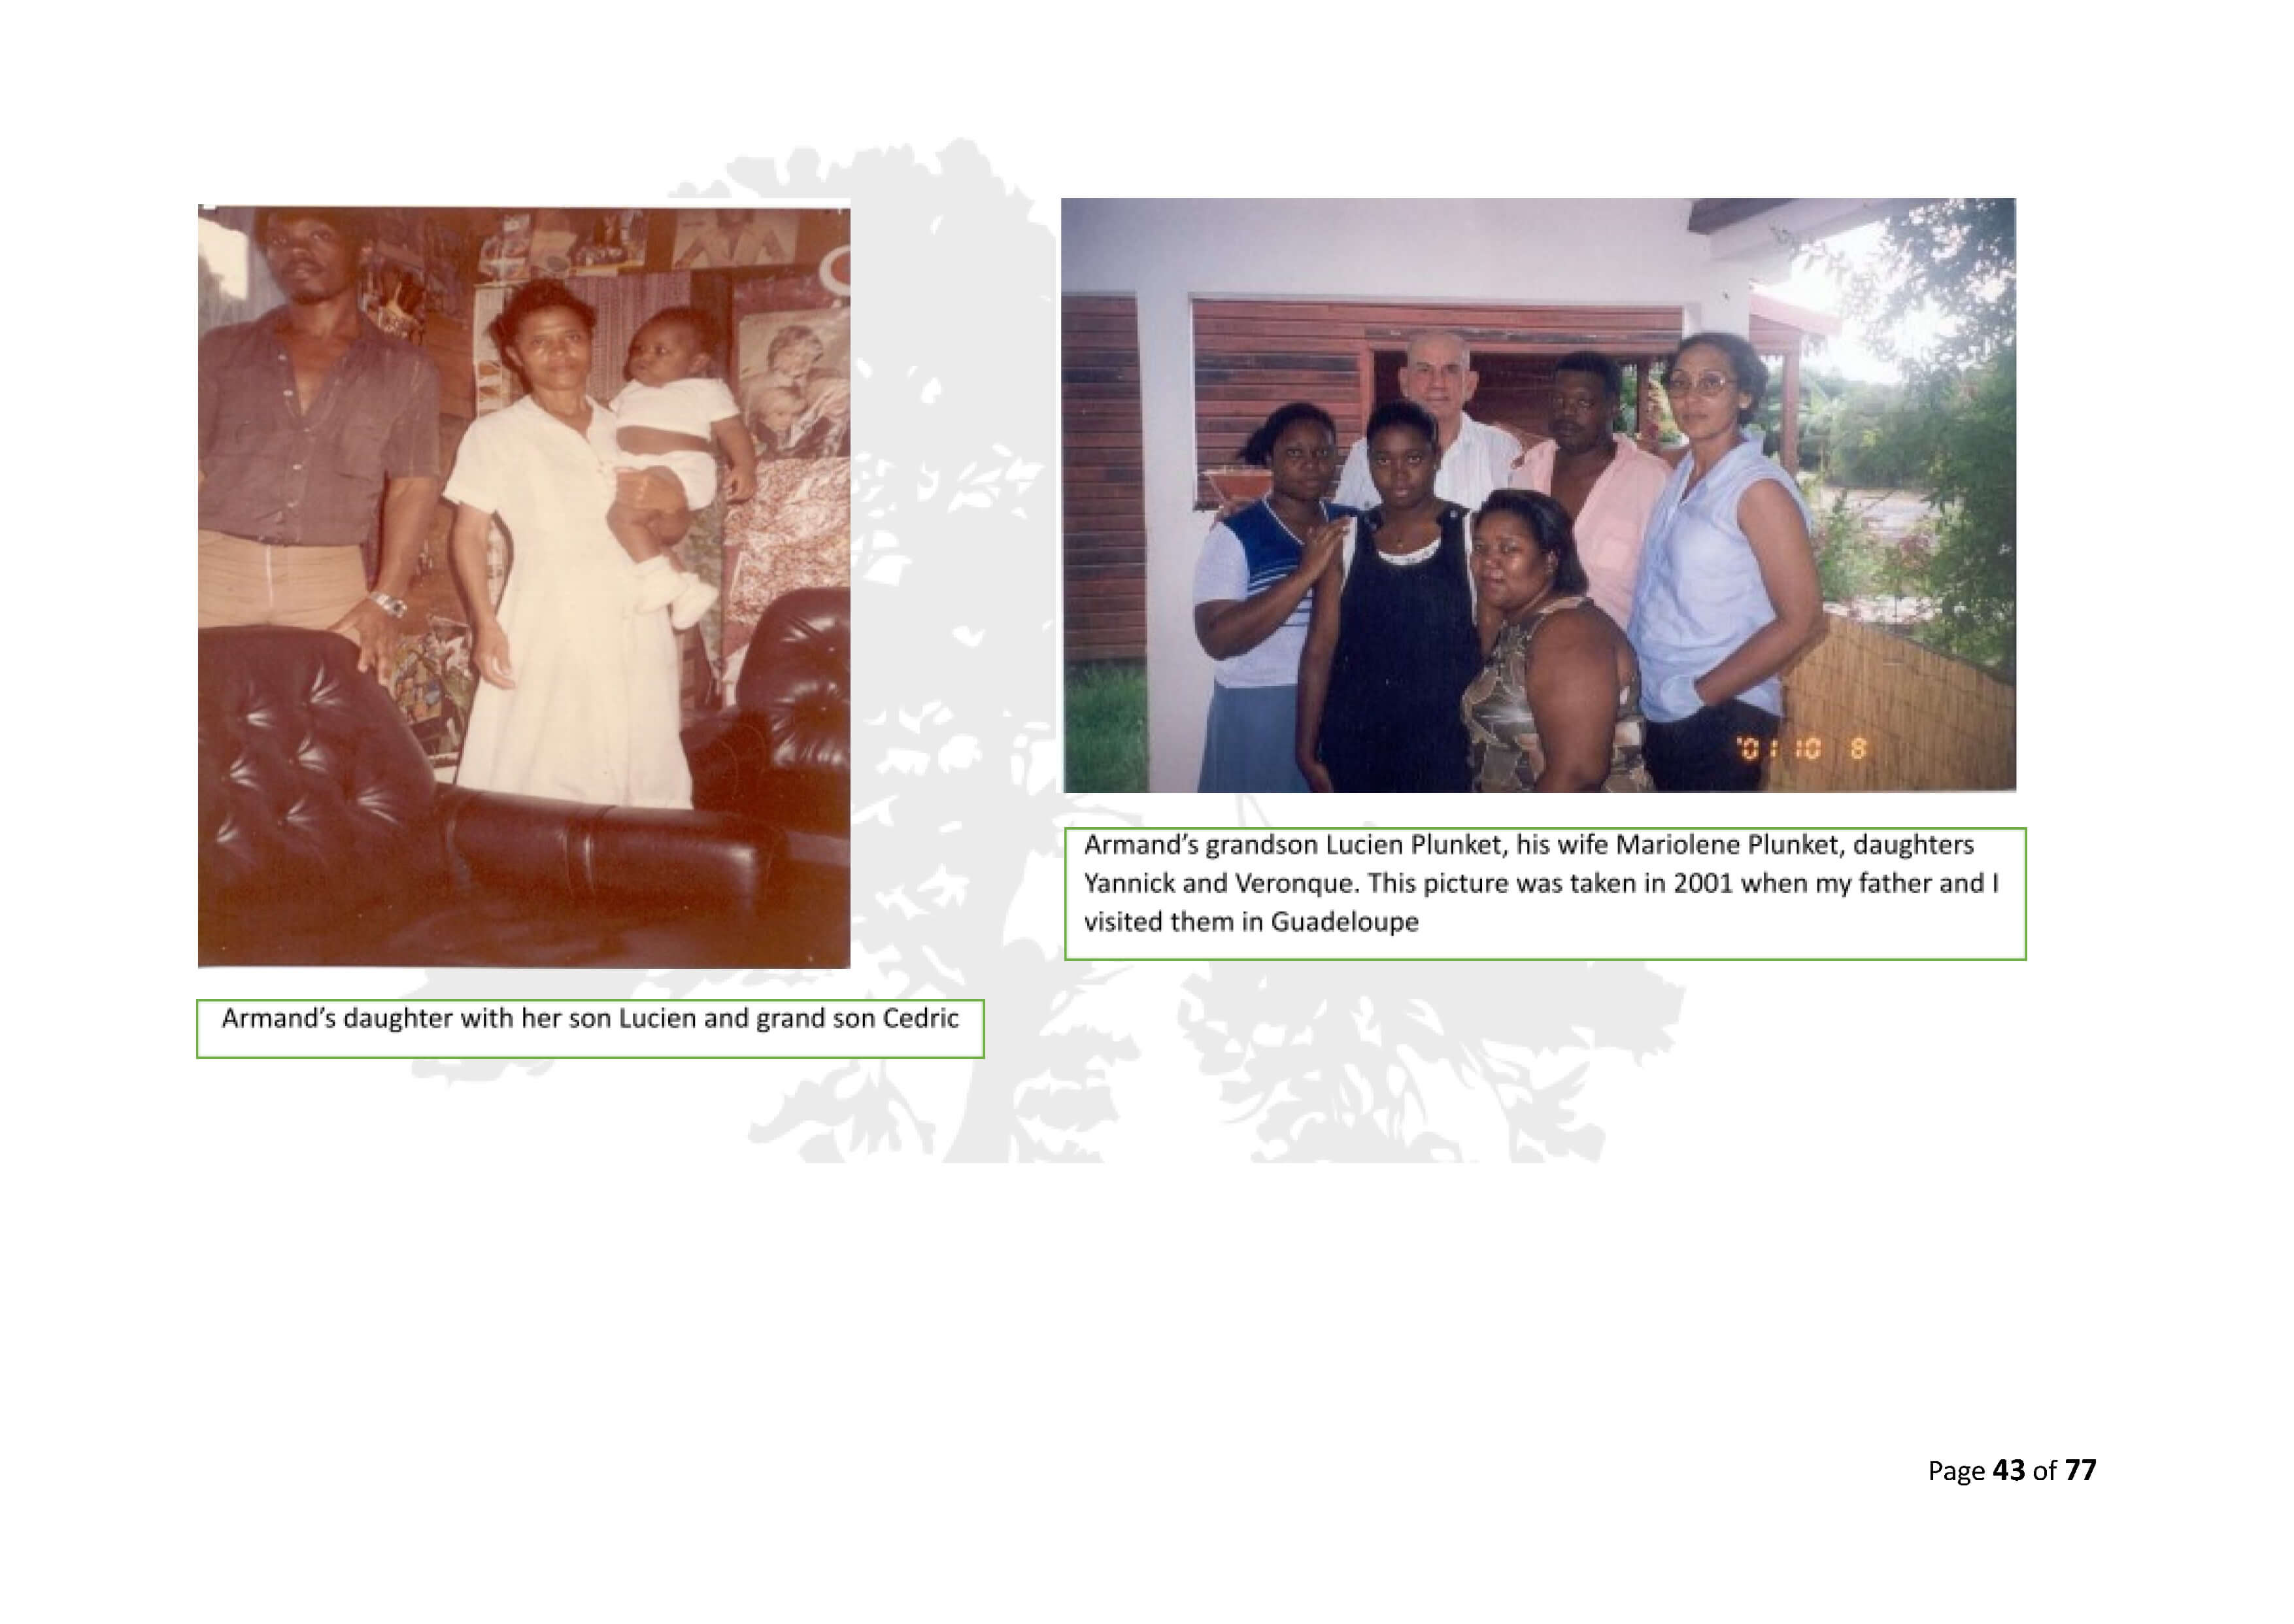 '01 10 8
Armand's grandson Lucien Plunket, his wife Mariolene Plunket, daughters
Yannick and Veronque. This picture was taken in 2001 when my father and I
visited them in Guadeloupe
Armand's daughter with her son Lucien and grand son Cedric
Page 43 of 77